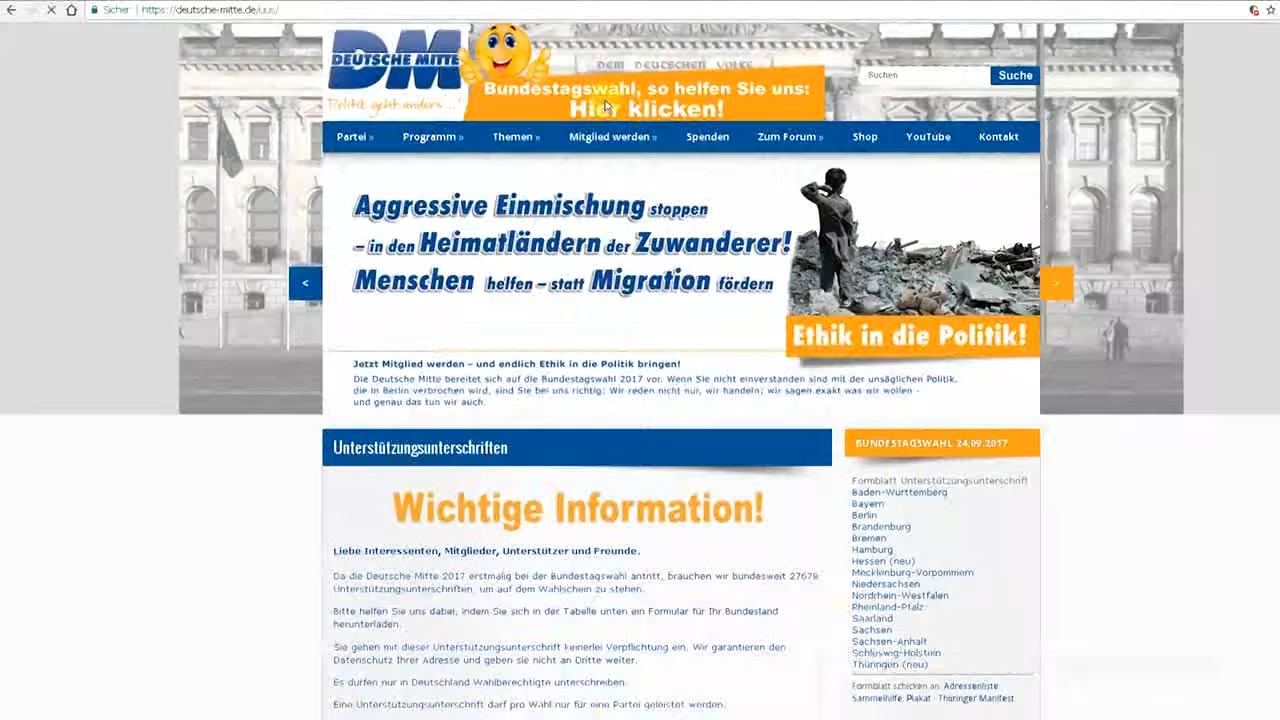 Sicher | https://deutsche-mitte.de/uus/
DM
DEUTSCHE MITTE
Politik geht anders...!
DEM DEUTSCHEN VOLKE
Bundestagswahl, so helfen Sie uns:
Hier klicken!
Suchen
Suche
Partei »
Programm »
Themen »
Mitglied werden »
Spenden
Zum Forum »
Shop
YouTube
Kontakt
Aggressive Einmischung stoppen
– in den Heimatländern der Zuwanderer!
Menschen helfen – statt Migration fördern
<
>
Ethik in die Politik!
Jetzt Mitglied werden – und endlich Ethik in die Politik bringen!
Die Deutsche Mitte bereitet sich auf die Bundestagswahl 2017 vor. Wenn Sie nicht einverstanden sind mit der unsäglichen Politik,
die in Berlin verbrochen wird, sind Sie bei uns richtig: Wir reden nicht nur, wir handeln; wir sagen exakt was wir wollen -
und genau das tun wir auch.
Unterstützungsunterschriften
Wichtige Information!
Liebe Interessenten, Mitglieder, Unterstützer und Freunde.
Da die Deutsche Mitte 2017 erstmalig bei der Bundestagswahl antritt, brauchen wir bundesweit 27679
Unterstützungsunterschriften, um auf dem Wahlschein zu stehen.
Bitte helfen Sie uns dabei, indem Sie sich in der Tabelle unten ein Formular für Ihr Bundesland
herunterladen.
Sie gehen mit dieser Unterstützungsunterschrift keinerlei Verpflichtung ein. Wir garantieren den
Datenschutz Ihrer Adresse und geben sie nicht an Dritte weiter.
Es dürfen nur in Deutschland Wahlberechtigte unterschreiben.
Eine Unterstützungsunterschrift darf pro Wahl nur für eine Partei geleistet werden.
BUNDESTAGSWAHL 24.09.2017
Formblatt Unterstützungsunterschrift
Baden-Württemberg
Bayern
Berlin
Brandenburg
Bremen
Hamburg
Hessen (neu)
Mecklenburg-Vorpommern
Niedersachsen
Nordrhein-Westfalen
Rheinland-Pfalz
Saarland
Sachsen
Sachsen-Anhalt
Schleswig-Holstein
Thüringen (neu)
Formblatt schicken an: Adressenliste
Sammelhilfe: Plakat · Thüringer Manifest